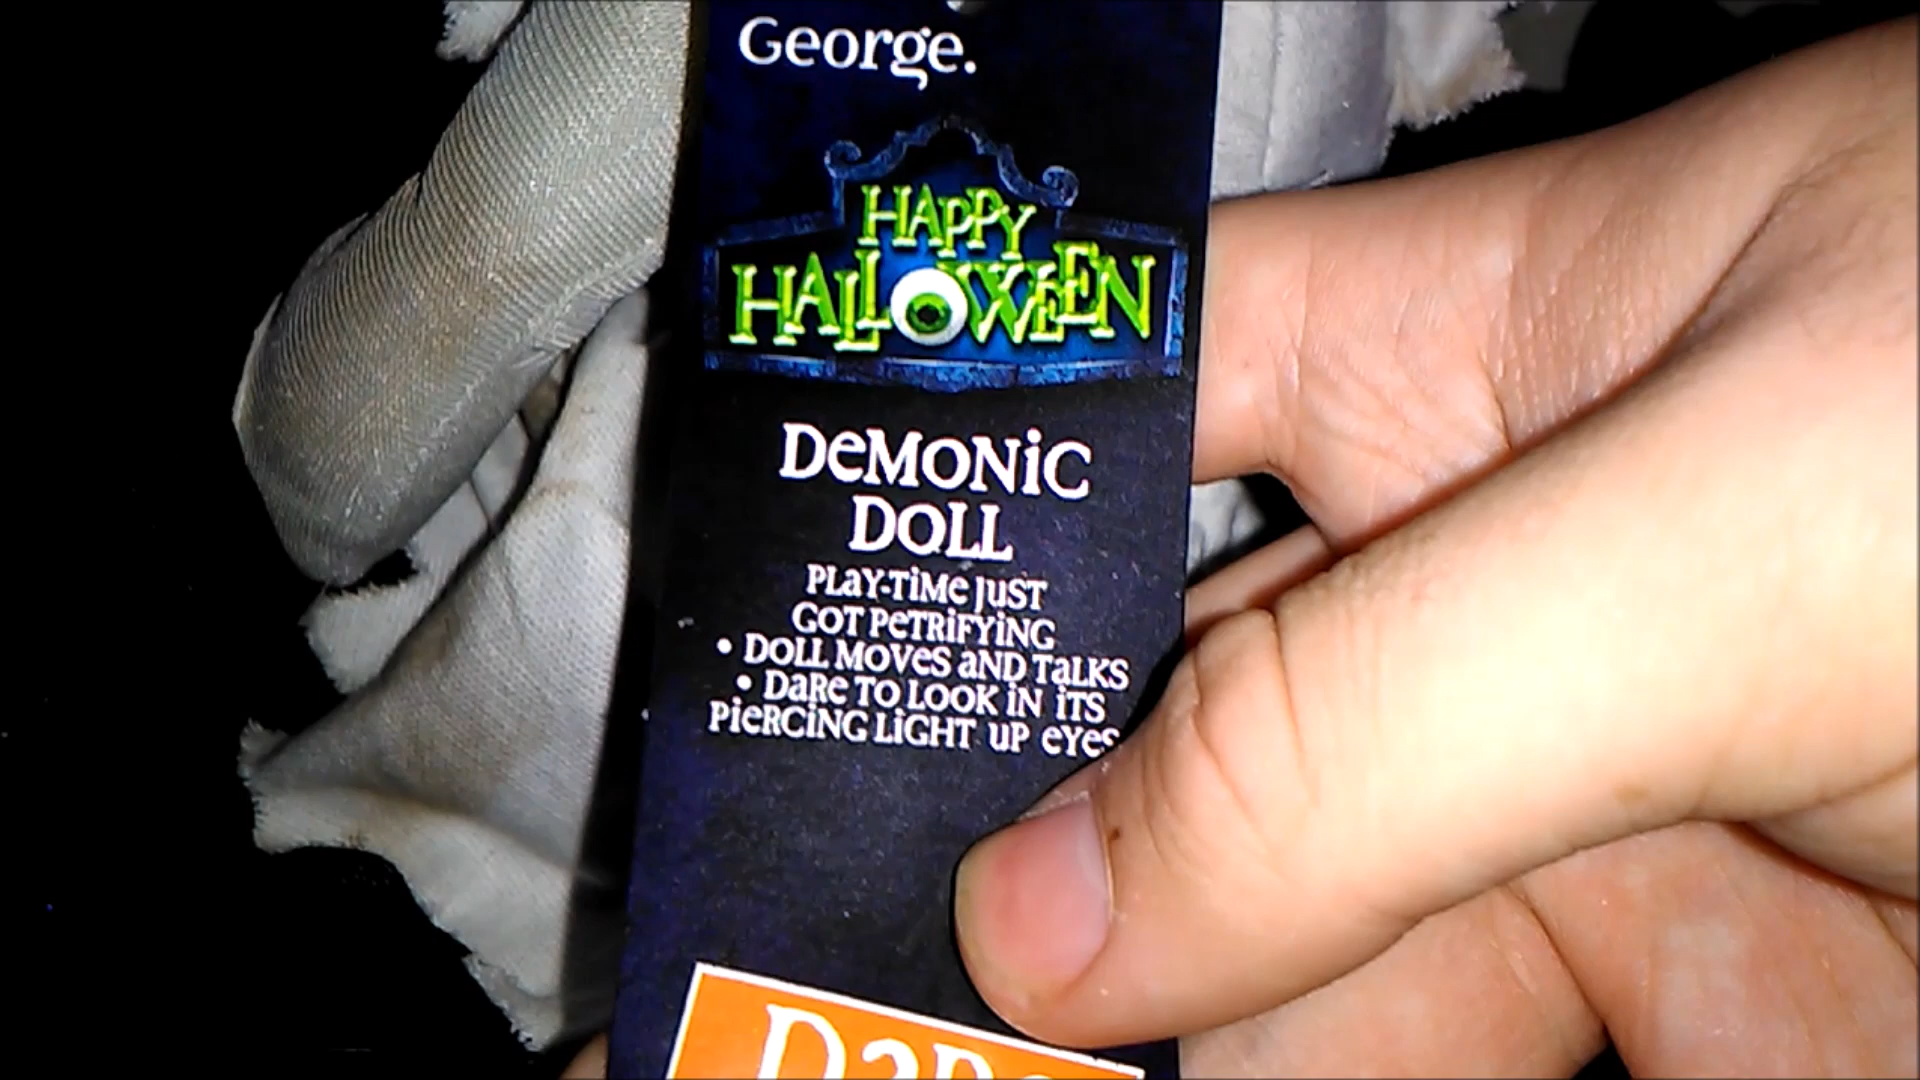 George.
HAPPY
HALLOWEEN
DeMONiC
DOLL
PLaY-TiMe JuST
GOT PeTRiFYiNG
• DOLL MOVeS aND TaLKS
• DaRe TO LOOK iN iTS
PieRCiNG LiGHT uP eYeS